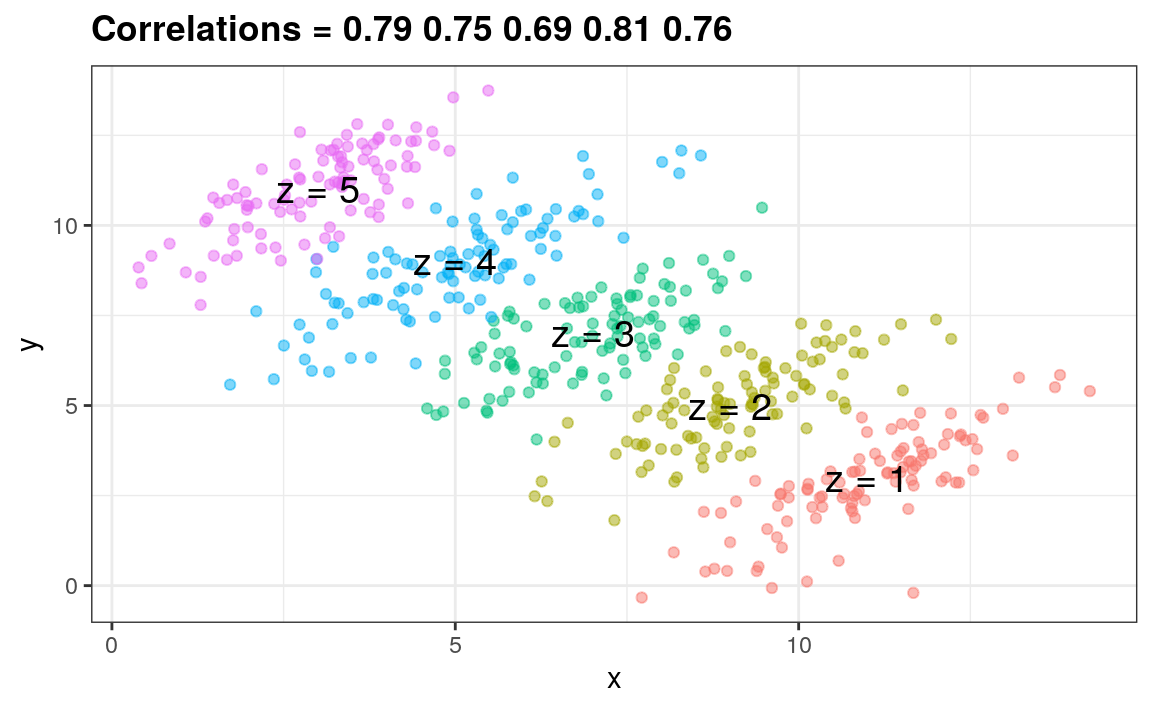 Correlations = 0.79 0.75 0.69 0.81 0.76
10
5
0
y
z = 5
z = 4
z = 3
z = 2
z = 1
0 5 10
x